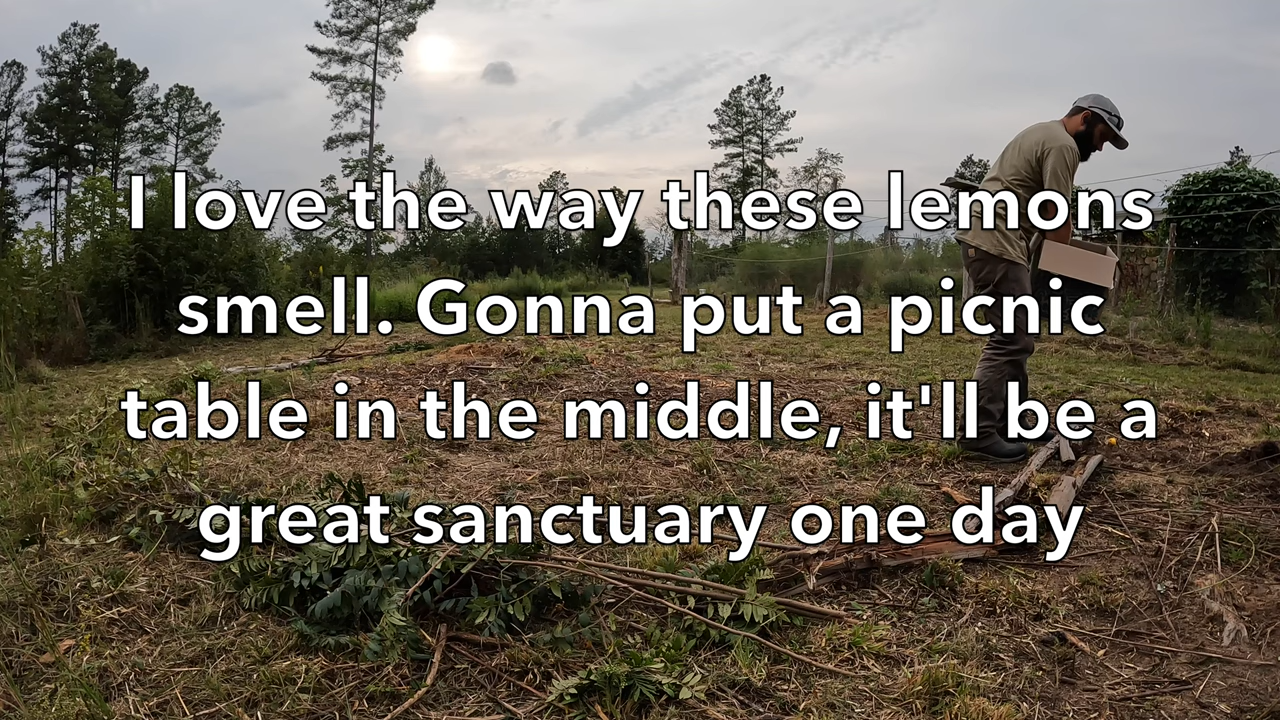 I love the way these lemons
smell. Gonna put a picnic
table in the middle, it'll be a
great sanctuary one day